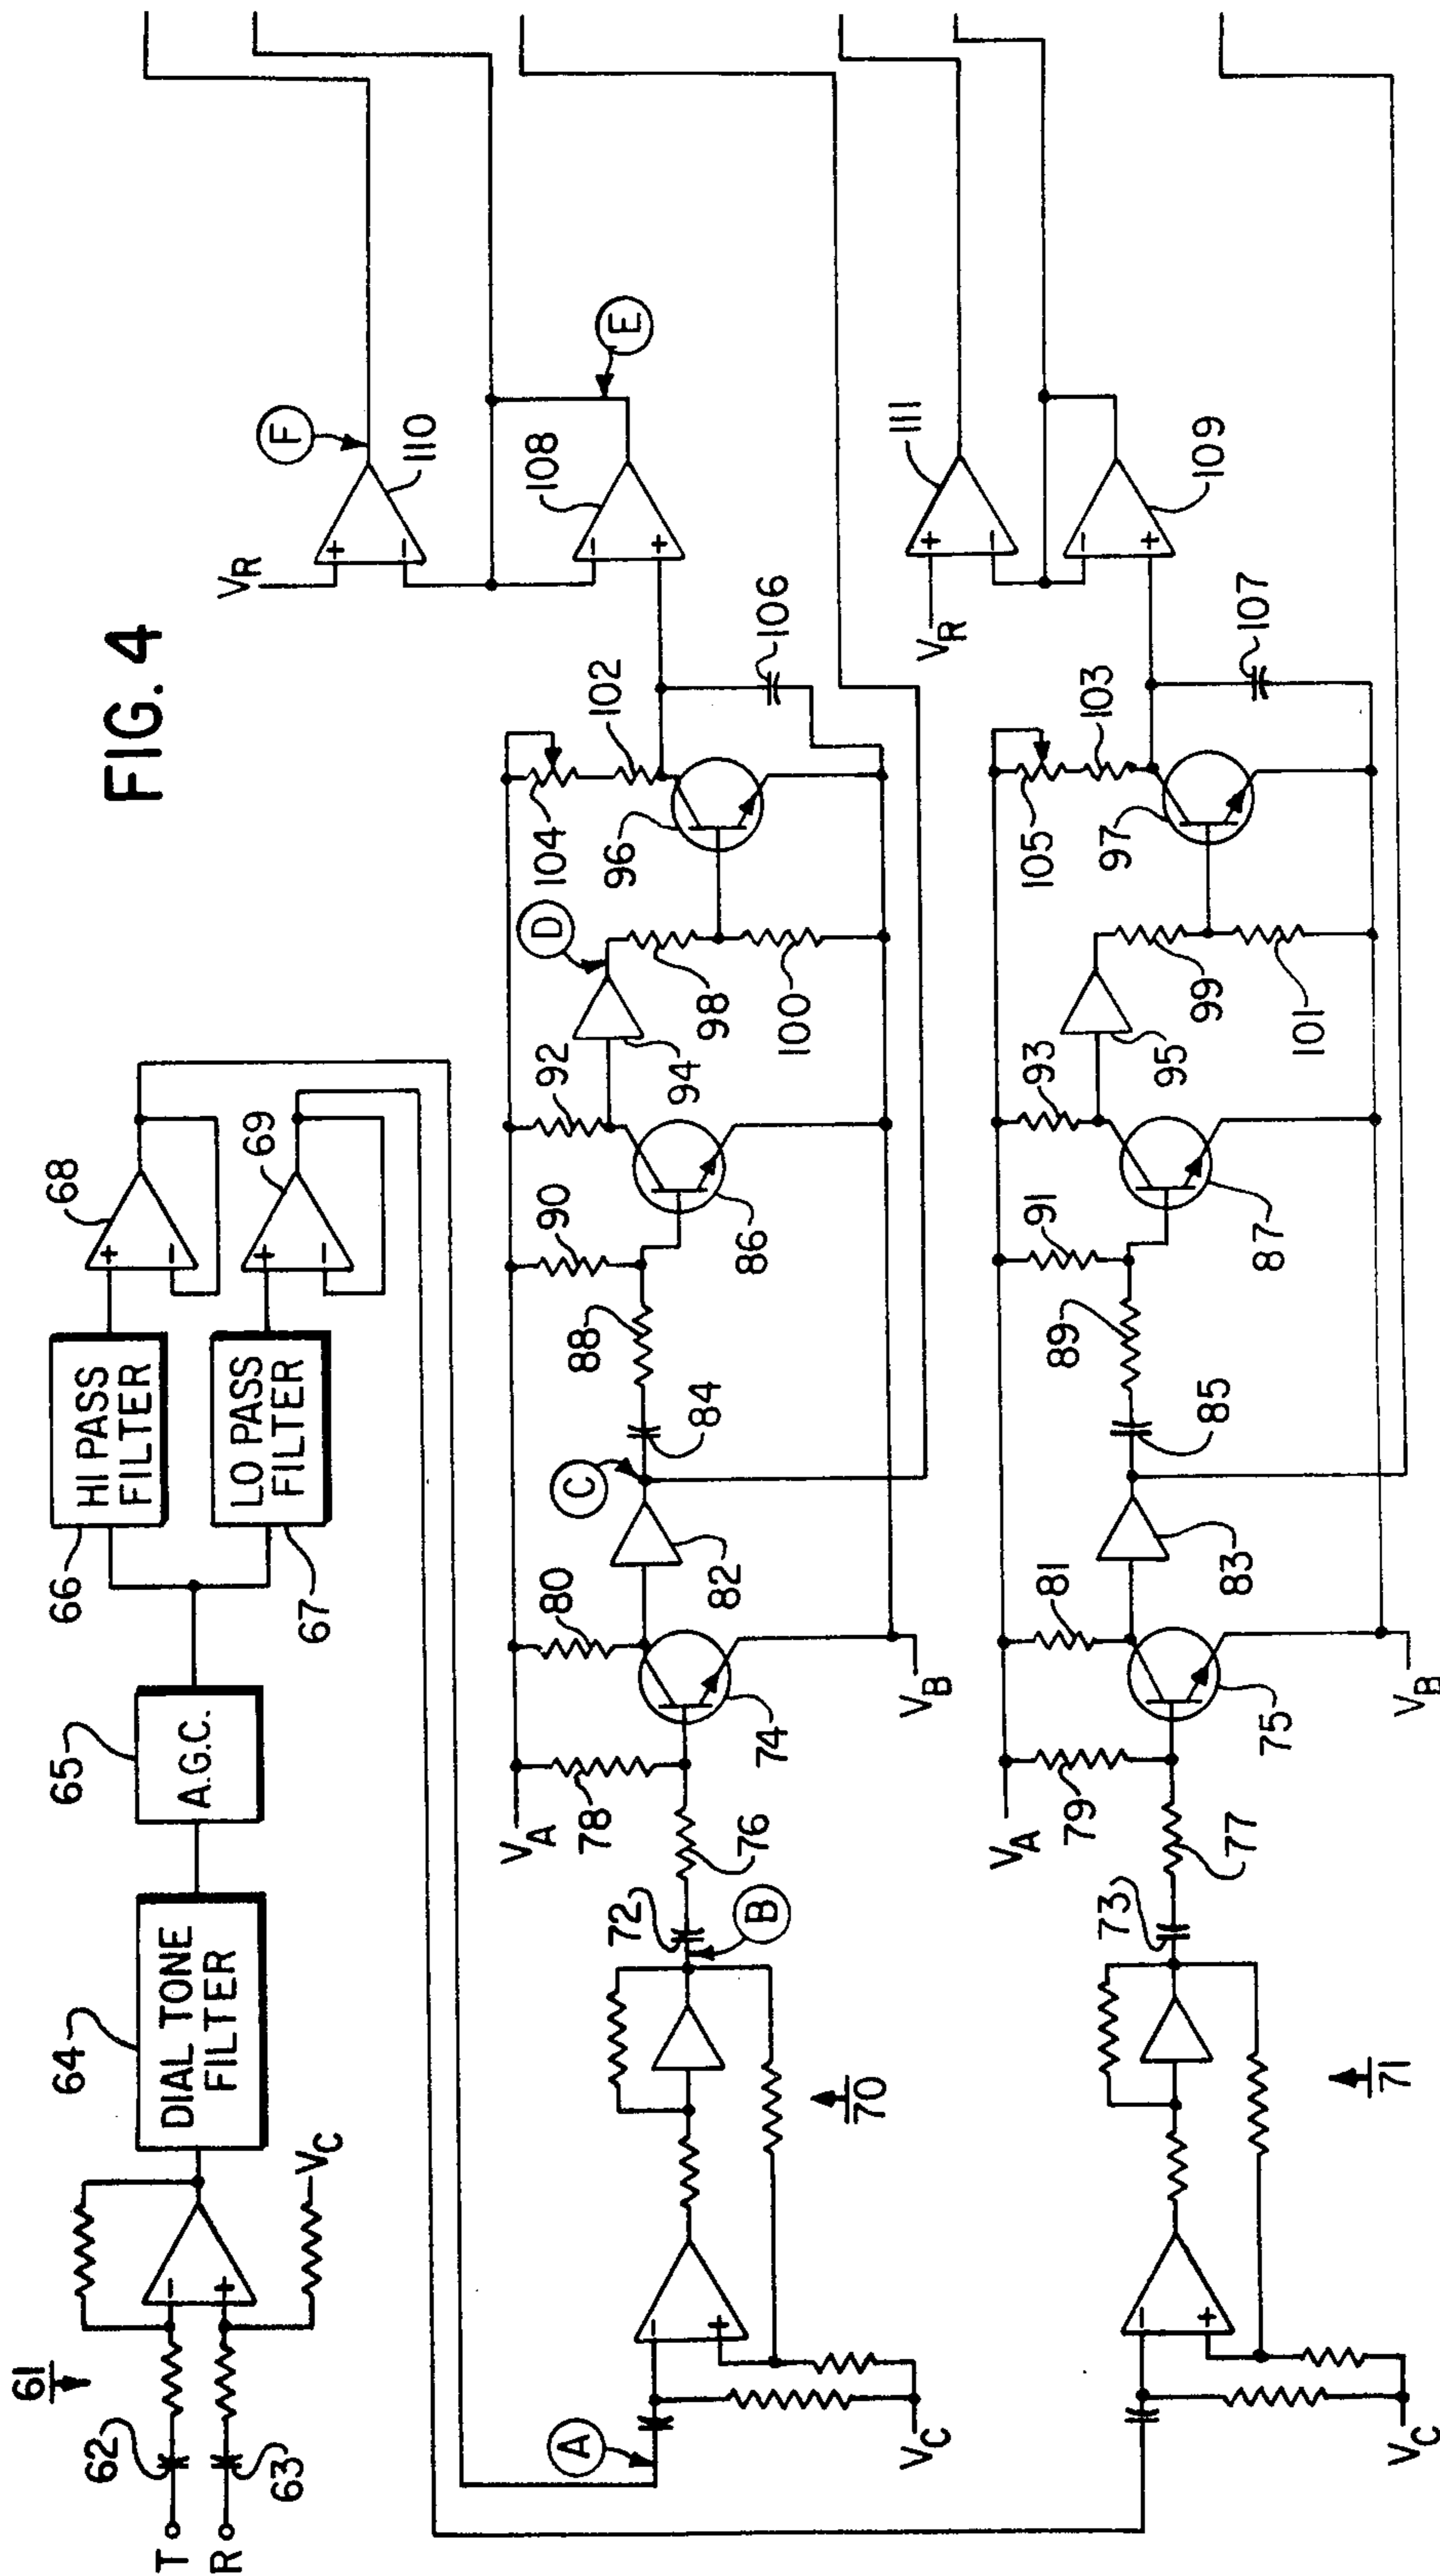 FIG. 4
61
62
T
R
63
VC
64
DIAL TONE
FILTER
65
A.G.C.
66
HI PASS
FILTER
67
LO PASS
FILTER
68
+
−
69
+
−
−
+
A
VC
−
+
70
B
72
76
VA
78
80
74
VB
82
C
84
88
90
86
92
94
D
98
100
104
102
96
106
108
−
+
E
VR
110
+
−
F
VC
−
+
71
73
77
VA
79
81
75
VB
83
85
89
91
87
93
95
99
101
105
103
97
107
109
−
+
VR
111
+
−